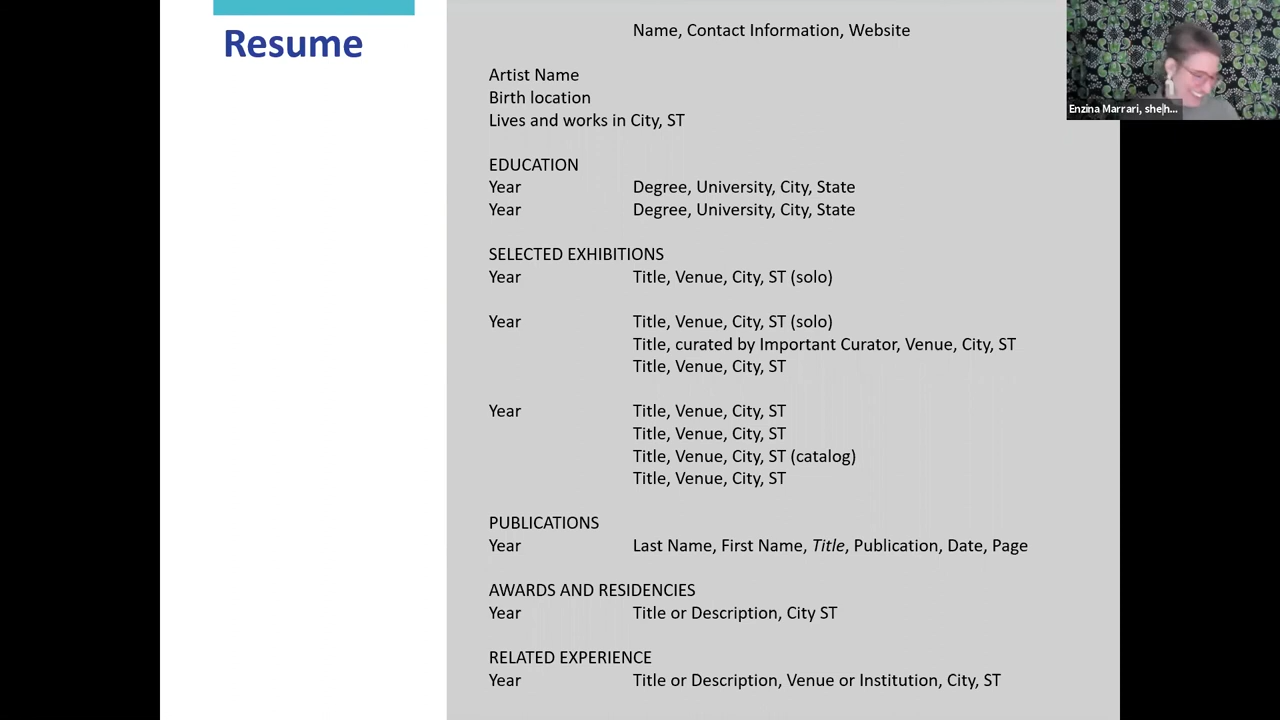 Resume
Name, Contact Information, Website
Enzina Marrari, she|h...
Artist Name
Birth location
Lives and works in City, ST
EDUCATION
Year Degree, University, City, State
Year Degree, University, City, State
SELECTED EXHIBITIONS
Year Title, Venue, City, ST (solo)
Year Title, Venue, City, ST (solo)
Title, curated by Important Curator, Venue, City, ST
Title, Venue, City, ST
Year Title, Venue, City, ST
Title, Venue, City, ST
Title, Venue, City, ST (catalog)
Title, Venue, City, ST
PUBLICATIONS
Year Last Name, First Name, Title, Publication, Date, Page
AWARDS AND RESIDENCIES
Year Title or Description, City ST
RELATED EXPERIENCE
Year Title or Description, Venue or Institution, City, ST